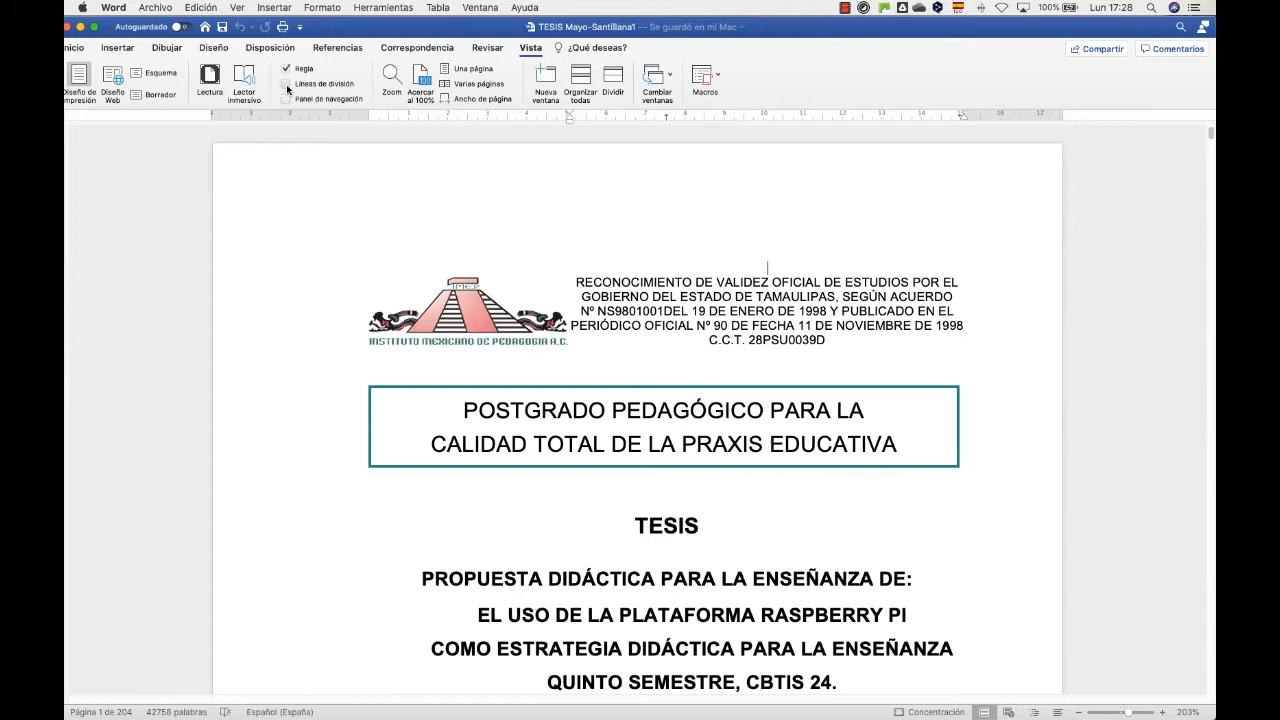 Word Archivo Edición Ver Insertar Formato Herramientas Tabla Ventana Ayuda 100% Lun 17:28
Autoguardado TESIS Mayo-Santillana1 — Se guardó en mi Mac
nicio Insertar Dibujar Diseño Disposición Referencias Correspondencia Revisar Vista ¿Qué deseas? Compartir Comentarios
Diseño de mpresión
Diseño Web
Esquema
Borrador
Lectura
Lector inmersivo
Regla
Líneas de división
Panel de navegación
Zoom
Acercar al 100%
Una página
Varias páginas
Ancho de página
Nueva ventana
Organizar todas
Dividir
Cambiar ventanas
Macros
RECONOCIMIENTO DE VALIDEZ OFICIAL DE ESTUDIOS POR EL
GOBIERNO DEL ESTADO DE TAMAULIPAS, SEGÚN ACUERDO
Nº NS9801001DEL 19 DE ENERO DE 1998 Y PUBLICADO EN EL
PERIÓDICO OFICIAL Nº 90 DE FECHA 11 DE NOVIEMBRE DE 1998
C.C.T. 28PSU0039D
INSTITUTO MEXICANO DE PEDAGOGIA A.C.
POSTGRADO PEDAGÓGICO PARA LA
CALIDAD TOTAL DE LA PRAXIS EDUCATIVA
TESIS
PROPUESTA DIDÁCTICA PARA LA ENSEÑANZA DE:
EL USO DE LA PLATAFORMA RASPBERRY PI
COMO ESTRATEGIA DIDÁCTICA PARA LA ENSEÑANZA
QUINTO SEMESTRE, CBTIS 24.
Página 1 de 204 42758 palabras Español (España) Concentración 203%